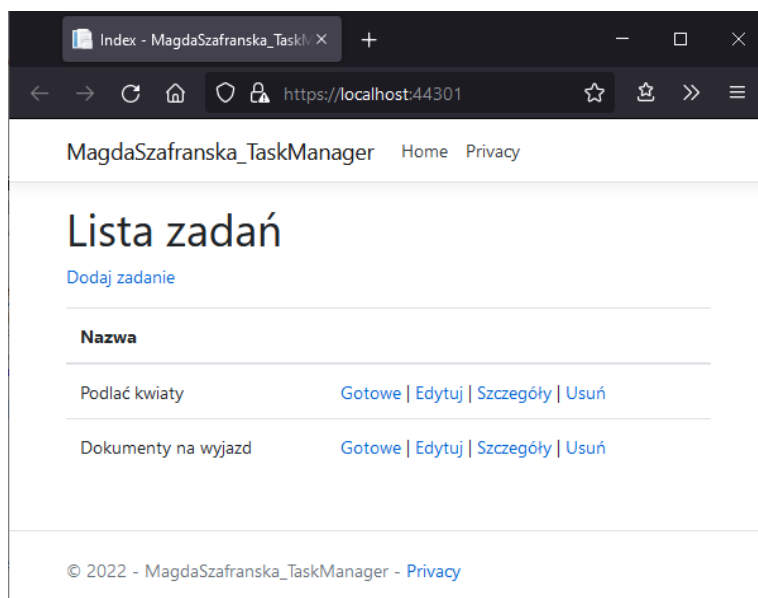 Index - MagdaSzafranska_Task
https://localhost:44301
MagdaSzafranska_TaskManager Home Privacy
Lista zadań
Dodaj zadanie
Nazwa
Podlać kwiaty Gotowe | Edytuj | Szczegóły | Usuń
Dokumenty na wyjazd Gotowe | Edytuj | Szczegóły | Usuń
© 2022 - MagdaSzafranska_TaskManager - Privacy